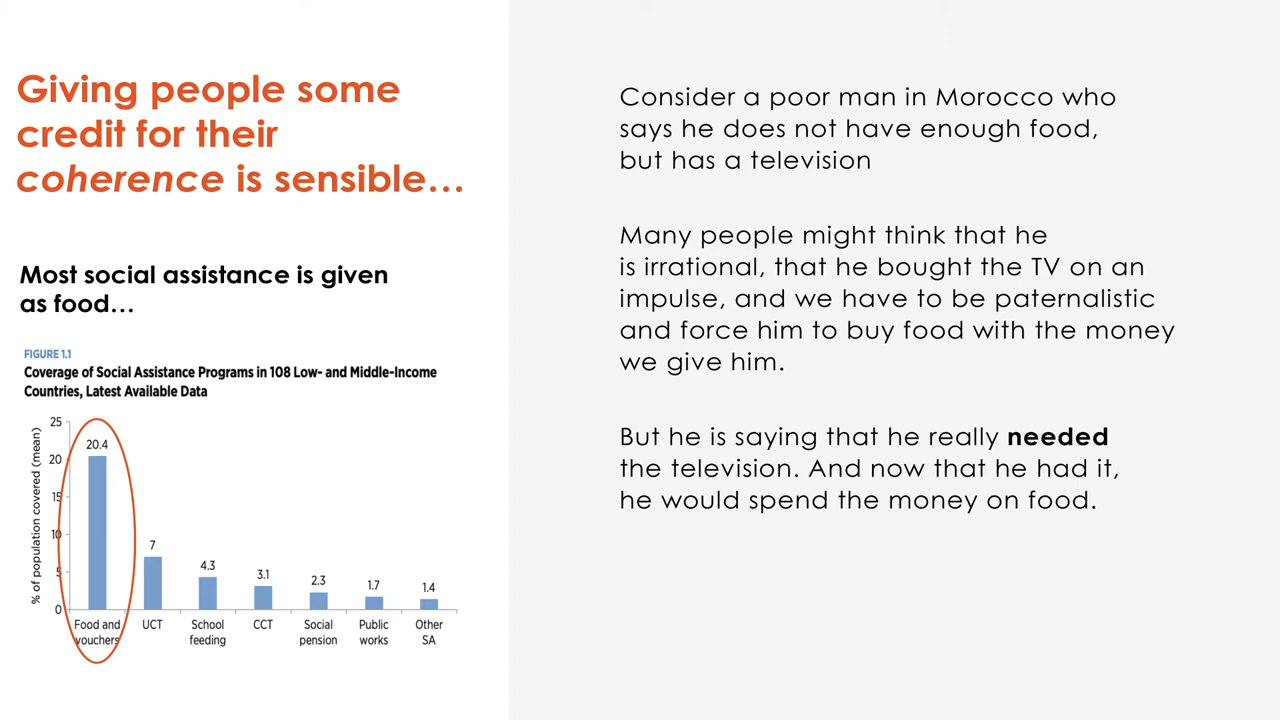 Giving people some
credit for their
coherence is sensible…
Most social assistance is given
as food…
FIGURE 1.1
Coverage of Social Assistance Programs in 108 Low- and Middle-Income
Countries, Latest Available Data
% of population covered (mean)
25
20
15
10
5
0
20.4
7
4.3
3.1
2.3
1.7
1.4
Food and
vouchers
UCT
School
feeding
CCT
Social
pension
Public
works
Other
SA
Consider a poor man in Morocco who
says he does not have enough food,
but has a television
Many people might think that he
is irrational, that he bought the TV on an
impulse, and we have to be paternalistic
and force him to buy food with the money
we give him.
But he is saying that he really needed
the television. And now that he had it,
he would spend the money on food.